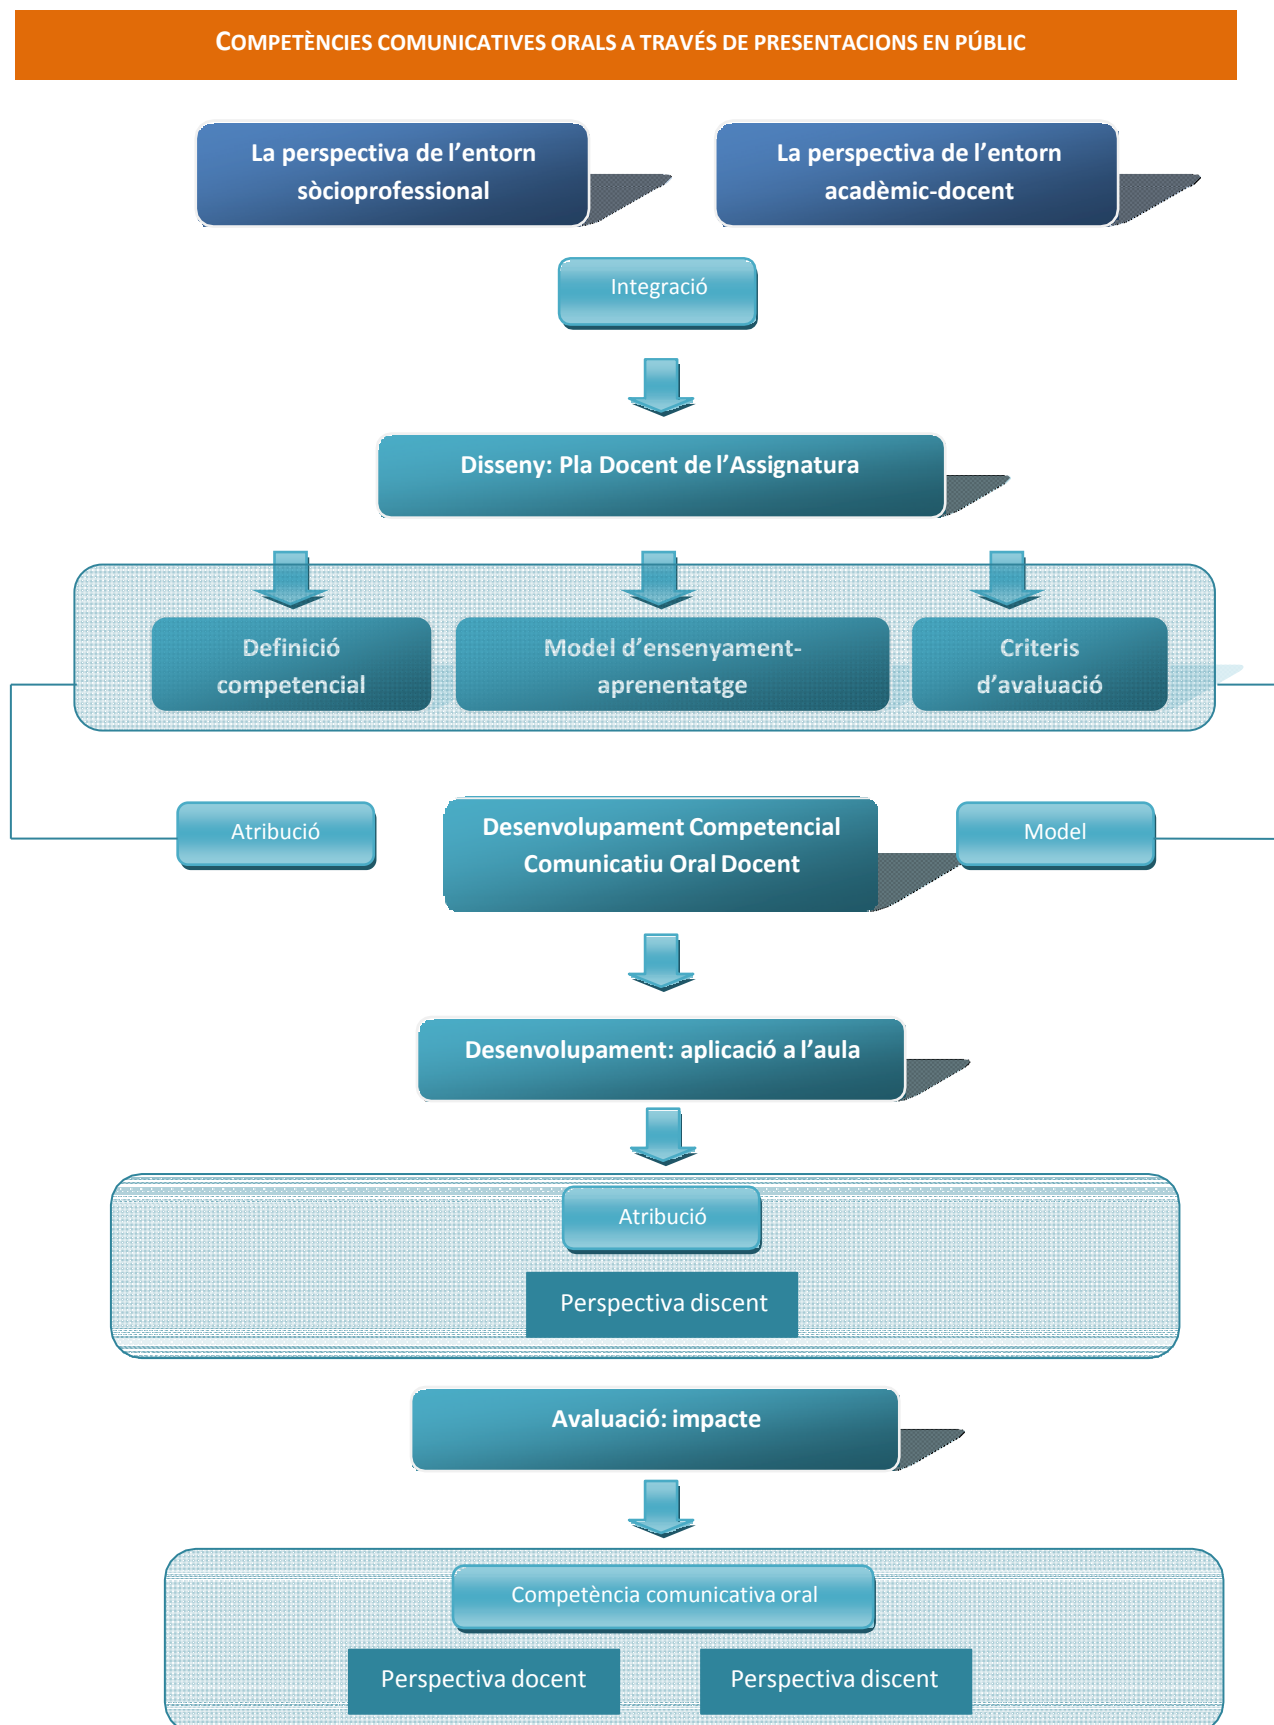 COMPETÈNCIES COMUNICATIVES ORALS A TRAVÉS DE PRESENTACIONS EN PÚBLIC
La perspectiva de l’entorn
sòcioprofessional
La perspectiva de l’entorn
acadèmic-docent
Integració
Disseny: Pla Docent de l’Assignatura
Definició
competencial
Model d’ensenyament-
aprenentatge
Criteris
d’avaluació
Atribució
Desenvolupament Competencial
Comunicatiu Oral Docent
Model
Desenvolupament: aplicació a l’aula
Atribució
Perspectiva discent
Avaluació: impacte
Competència comunicativa oral
Perspectiva docent
Perspectiva discent